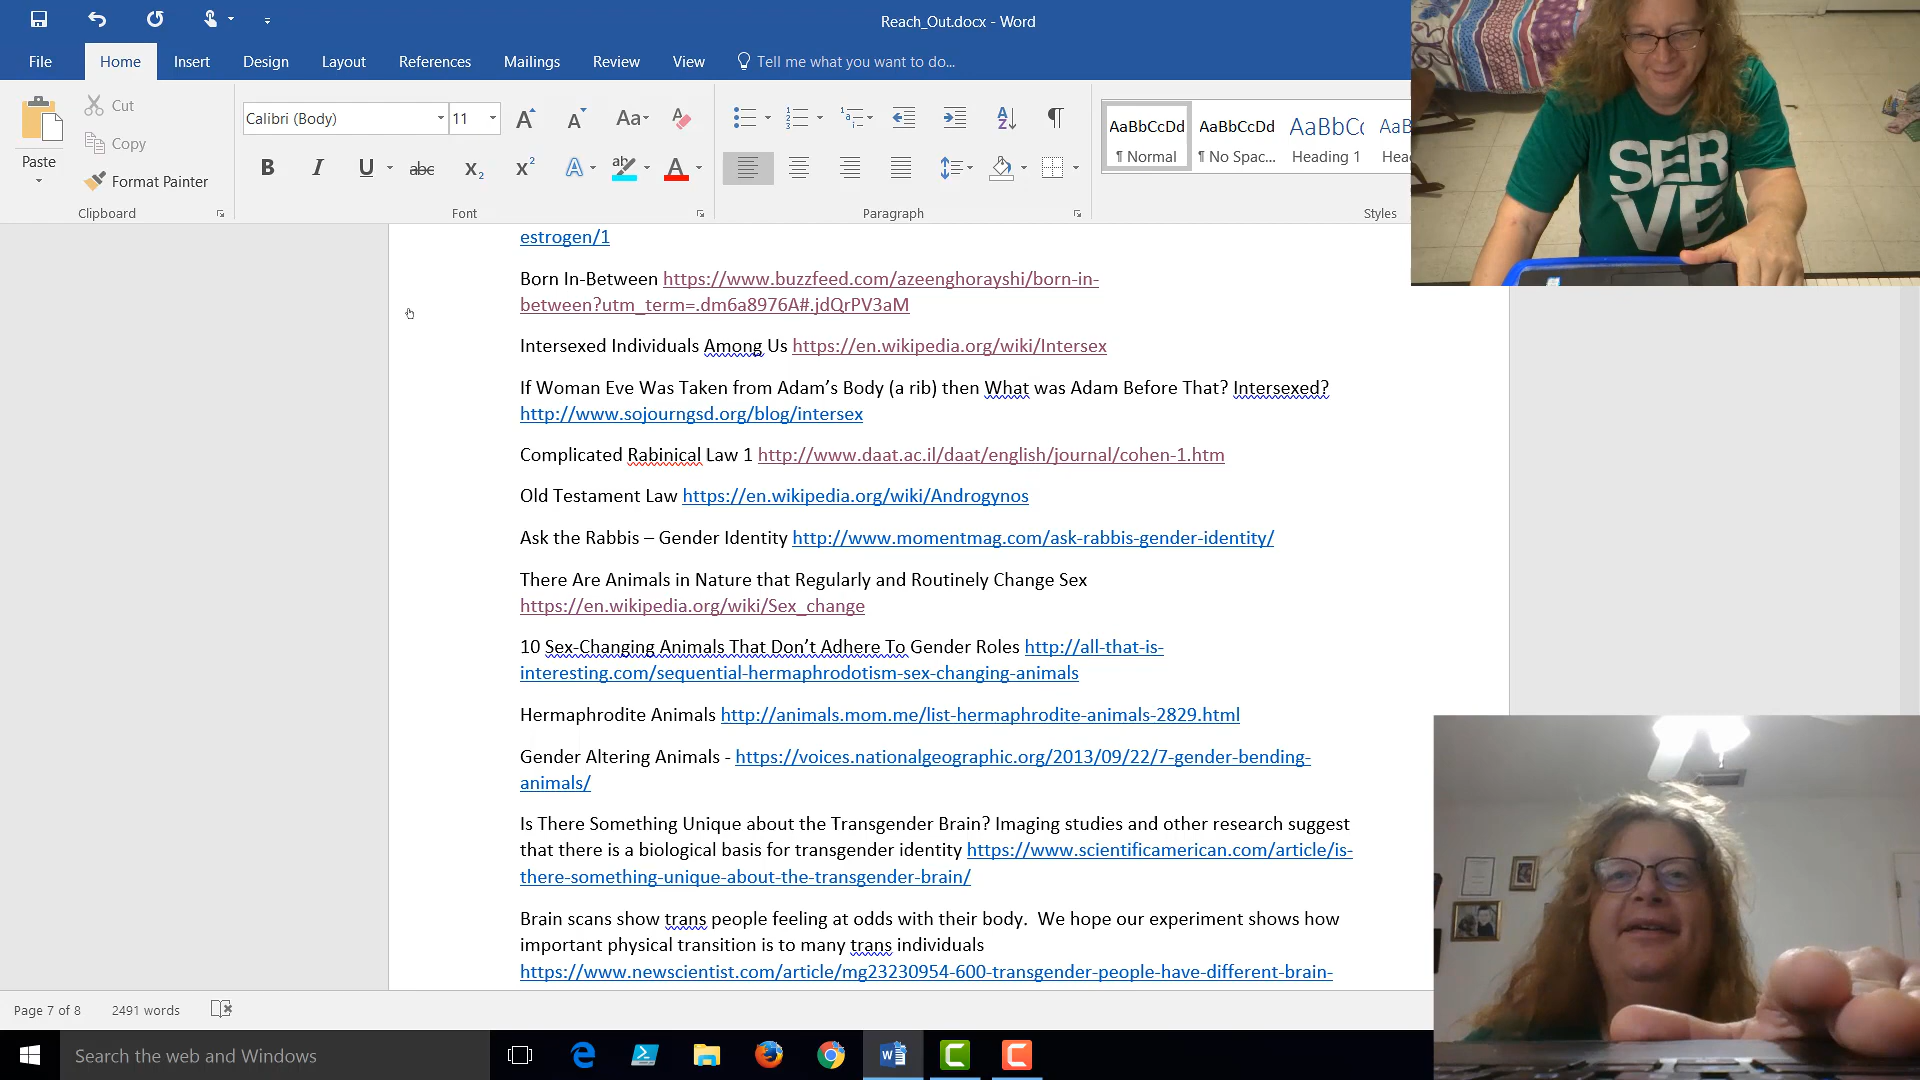 Reach_Out.docx - Word
File Home Insert Design Layout References Mailings Review View Tell me what you want to do...
Cut
Calibri (Body) 11 Aa
AaBbCcDd AaBbCcDd AaBbCc AaB
Copy
Paste
¶ Normal ¶ No Spac... Heading 1 Head
B I U abc X₂ X² A ab A
Format Painter
Clipboard Font Paragraph Styles
SER
VE
estrogen/1
Born In-Between https://www.buzzfeed.com/azeenghorayshi/born-in-
between?utm_term=.dm6a8976A#.jdQrPV3aM
Intersexed Individuals Among Us https://en.wikipedia.org/wiki/Intersex
If Woman Eve Was Taken from Adam’s Body (a rib) then What was Adam Before That? Intersexed?
http://www.sojourngsd.org/blog/intersex
Complicated Rabinical Law 1 http://www.daat.ac.il/daat/english/journal/cohen-1.htm
Old Testament Law https://en.wikipedia.org/wiki/Androgynos
Ask the Rabbis – Gender Identity http://www.momentmag.com/ask-rabbis-gender-identity/
There Are Animals in Nature that Regularly and Routinely Change Sex
https://en.wikipedia.org/wiki/Sex_change
10 Sex-Changing Animals That Don’t Adhere To Gender Roles http://all-that-is-
interesting.com/sequential-hermaphrodotism-sex-changing-animals
Hermaphrodite Animals http://animals.mom.me/list-hermaphrodite-animals-2829.html
Gender Altering Animals - https://voices.nationalgeographic.org/2013/09/22/7-gender-bending-
animals/
Is There Something Unique about the Transgender Brain? Imaging studies and other research suggest
that there is a biological basis for transgender identity https://www.scientificamerican.com/article/is-
there-something-unique-about-the-transgender-brain/
Brain scans show trans people feeling at odds with their body.  We hope our experiment shows how
important physical transition is to many trans individuals
https://www.newscientist.com/article/mg23230954-600-transgender-people-have-different-brain-
Page 7 of 8 2491 words
Search the web and Windows